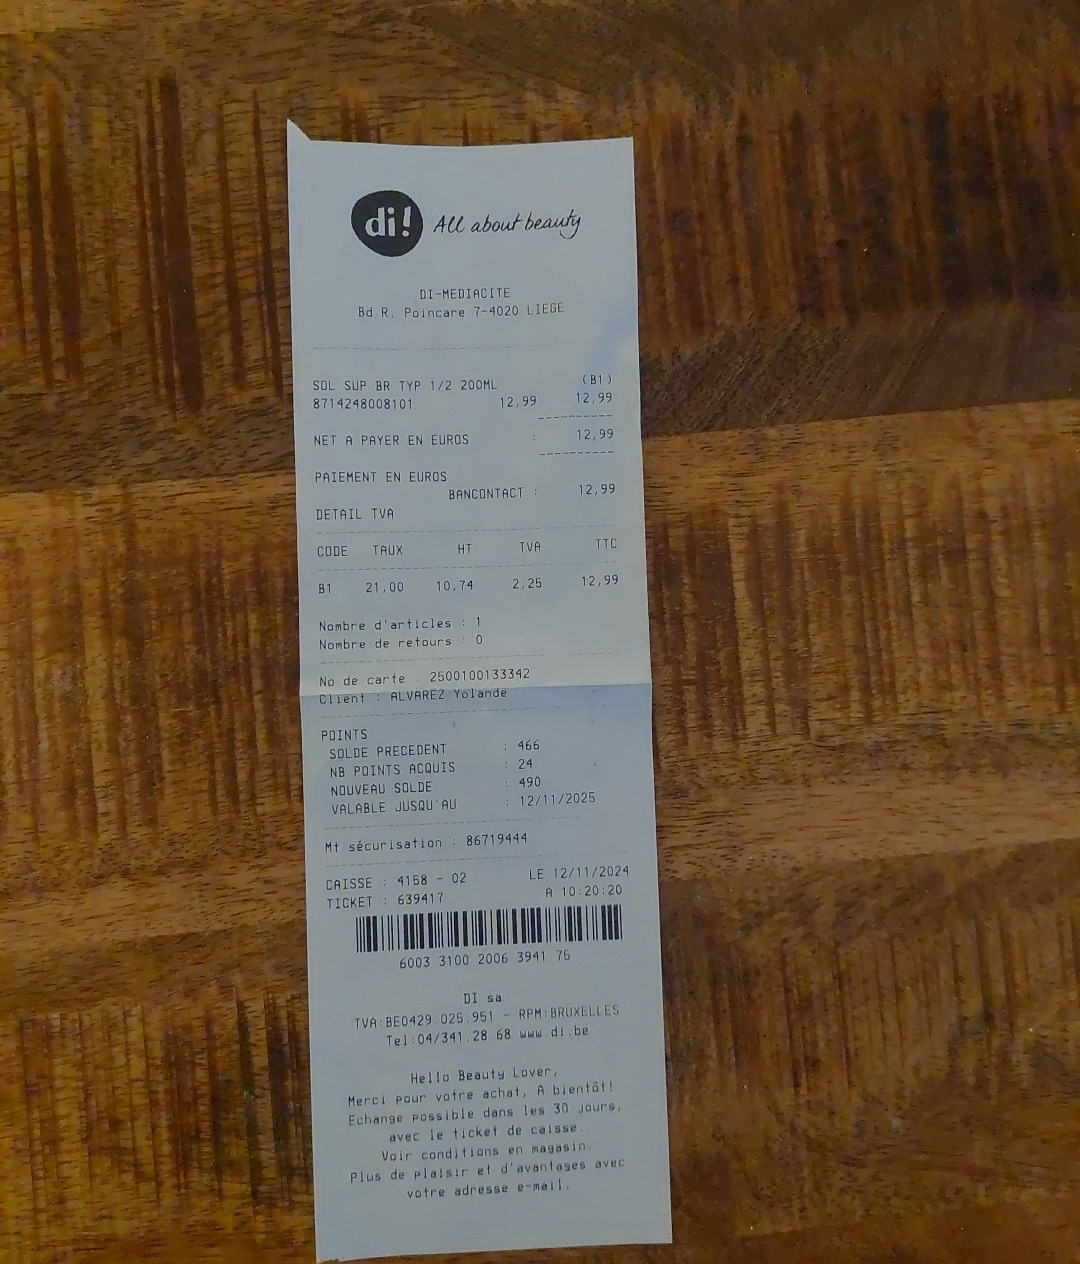 di! All about beauty
DI-MEDIACITE
Bd R. Poincare 7-4020 LIEGE
SOL SUP BR TYP 1/2 200ML (B1)
8714248008101 12,99 12,99
NET A PAYER EN EUROS : 12,99
PAIEMENT EN EUROS
BANCONTACT : 12,99
DETAIL TVA
CODE TAUX HT TVA TTC
B1 21,00 10,74 2,25 12,99
Nombre d'articles : 1
Nombre de retours : 0
No de carte : 2500100133342
Client : ALVAREZ Yolande
POINTS
SOLDE PRECEDENT : 466
NB POINTS ACQUIS : 24
NOUVEAU SOLDE : 490
VALABLE JUSQU'AU : 12/11/2025
Mt sécurisation : 86719444
CAISSE : 4158 - 02 LE 12/11/2024
TICKET : 639417 A 10:20:20
6003 3100 2006 3941 75
DI sa
TVA:BE0429.025.951 - RPM:BRUXELLES
Tel:04/341.28 68 www.di.be
Hello Beauty Lover,
Merci pour votre achat, A bientôt!
Echange possible dans les 30 jours,
avec le ticket de caisse.
Voir conditions en magasin.
Plus de plaisir et d'avantages avec
votre adresse e-mail.